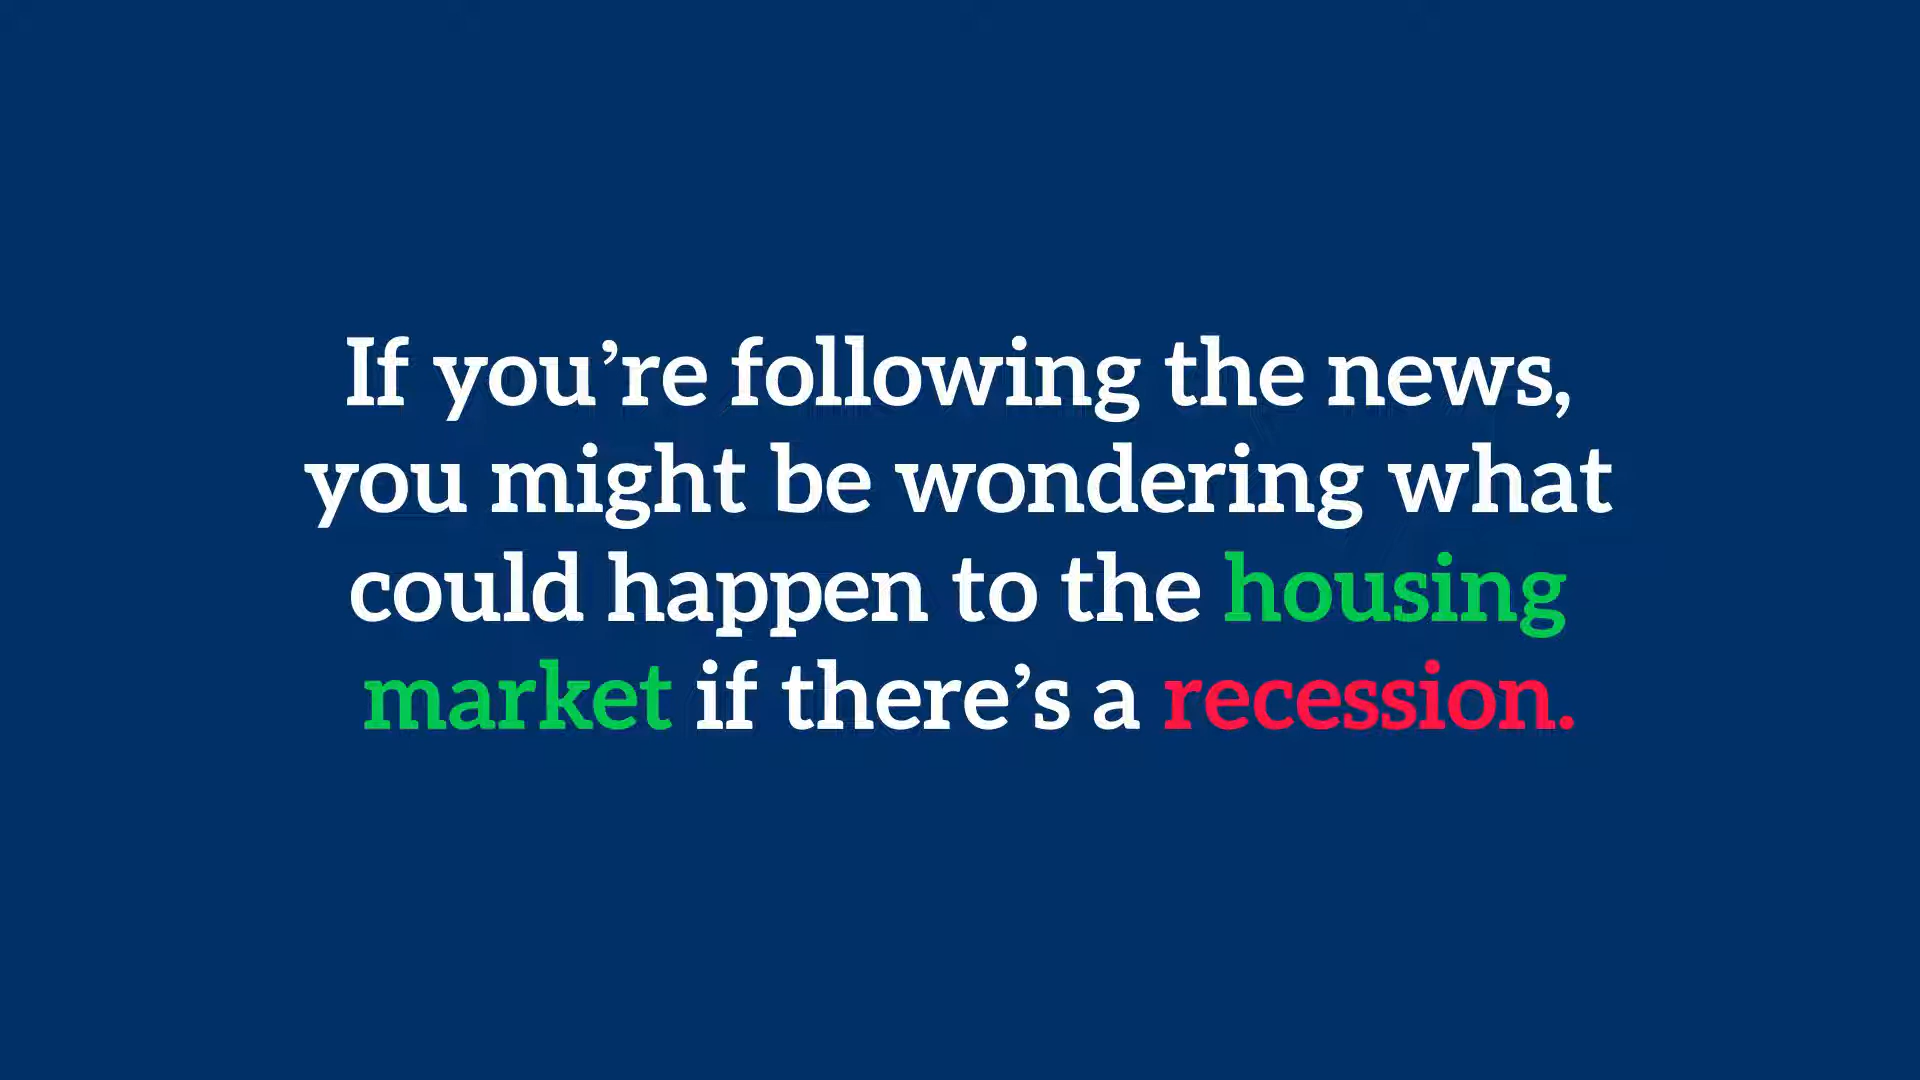 If you’re following the news,
you might be wondering what
could happen to the housing
market if there’s a recession.